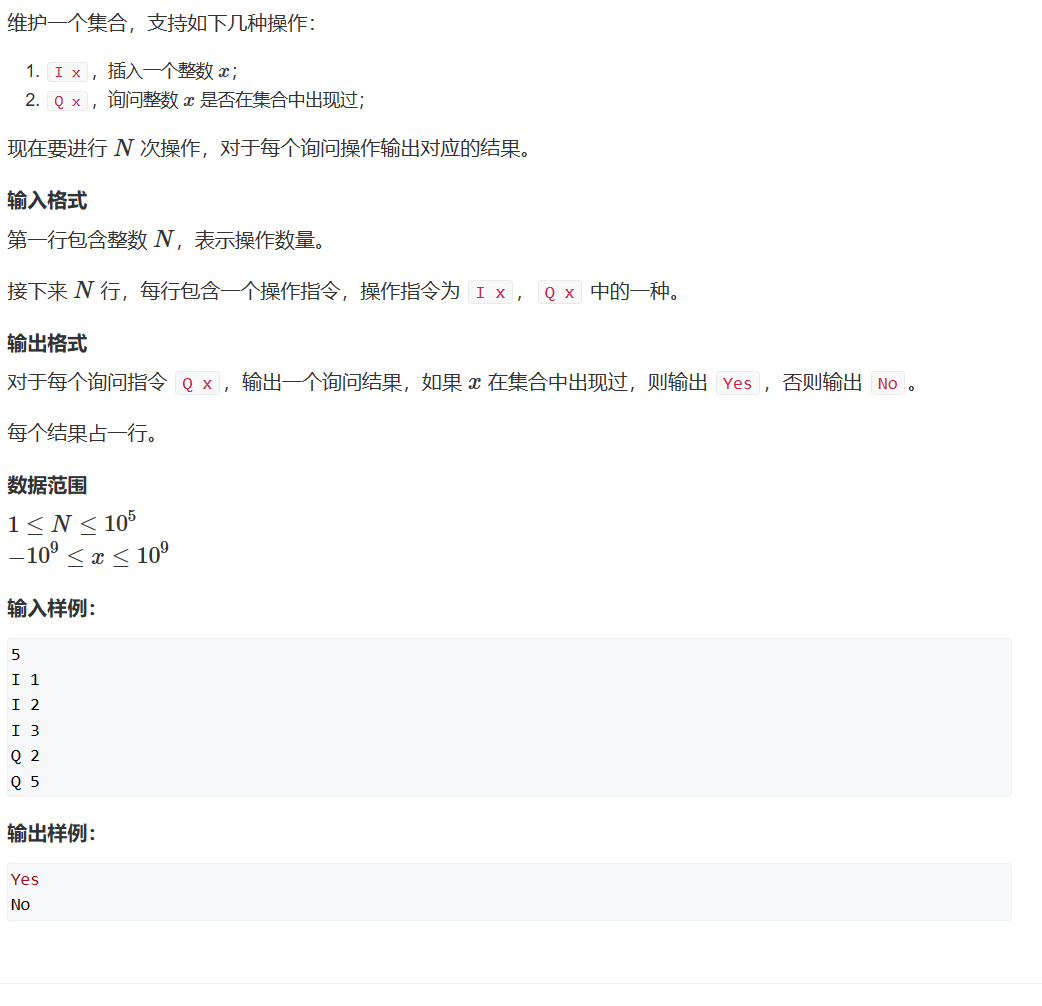 维护一个集合，支持如下几种操作：
1. I x，插入一个整数 x；
2. Q x，询问整数 x 是否在集合中出现过；
现在要进行 N 次操作，对于每个询问操作输出对应的结果。
输入格式
第一行包含整数 N，表示操作数量。
接下来 N 行，每行包含一个操作指令，操作指令为 I x，Q x 中的一种。
输出格式
对于每个询问指令 Q x，输出一个询问结果，如果 x 在集合中出现过，则输出 Yes，否则输出 No。
每个结果占一行。
数据范围
1 ≤ N ≤ 10^5
−10^9 ≤ x ≤ 10^9
输入样例：
5
I 1
I 2
I 3
Q 2
Q 5
输出样例：
Yes
No